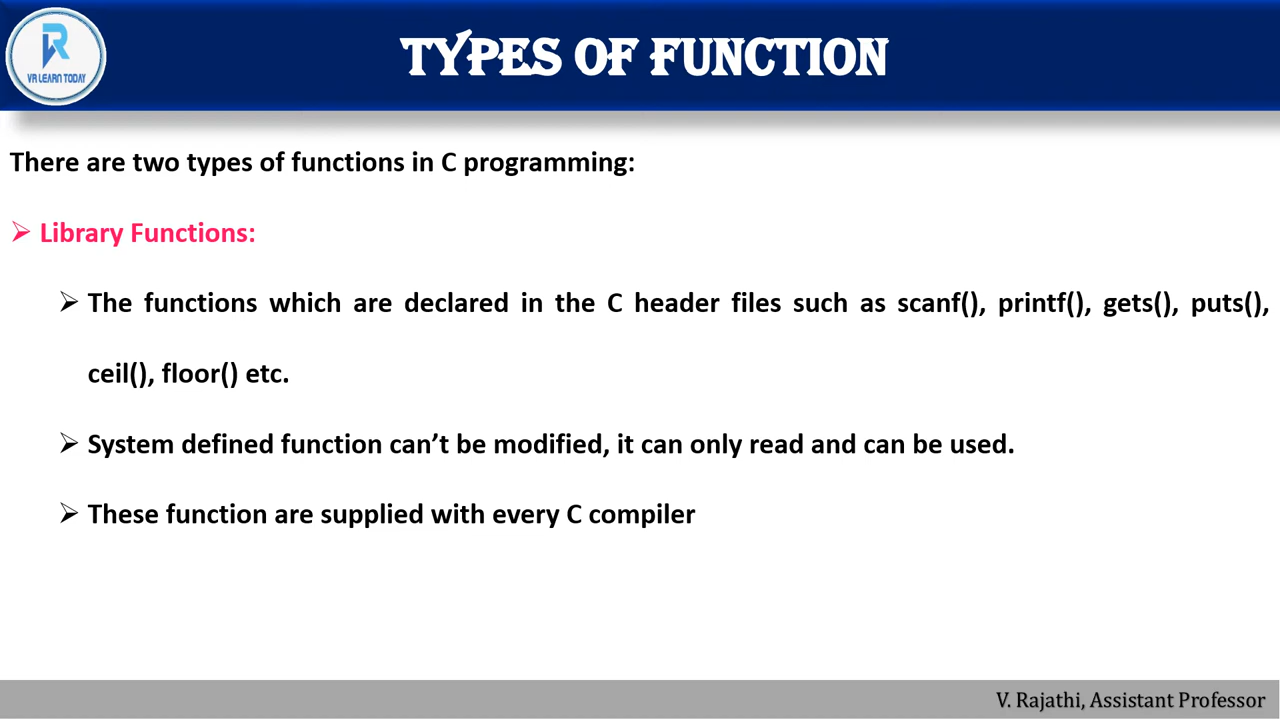 VR LEARN TODAY
TYPES OF FUNCTION
There are two types of functions in C programming:
➢ Library Functions:
➢ The functions which are declared in the C header files such as scanf(), printf(), gets(), puts(),
ceil(), floor() etc.
➢ System defined function can’t be modified, it can only read and can be used.
➢ These function are supplied with every C compiler
V. Rajathi, Assistant Professor